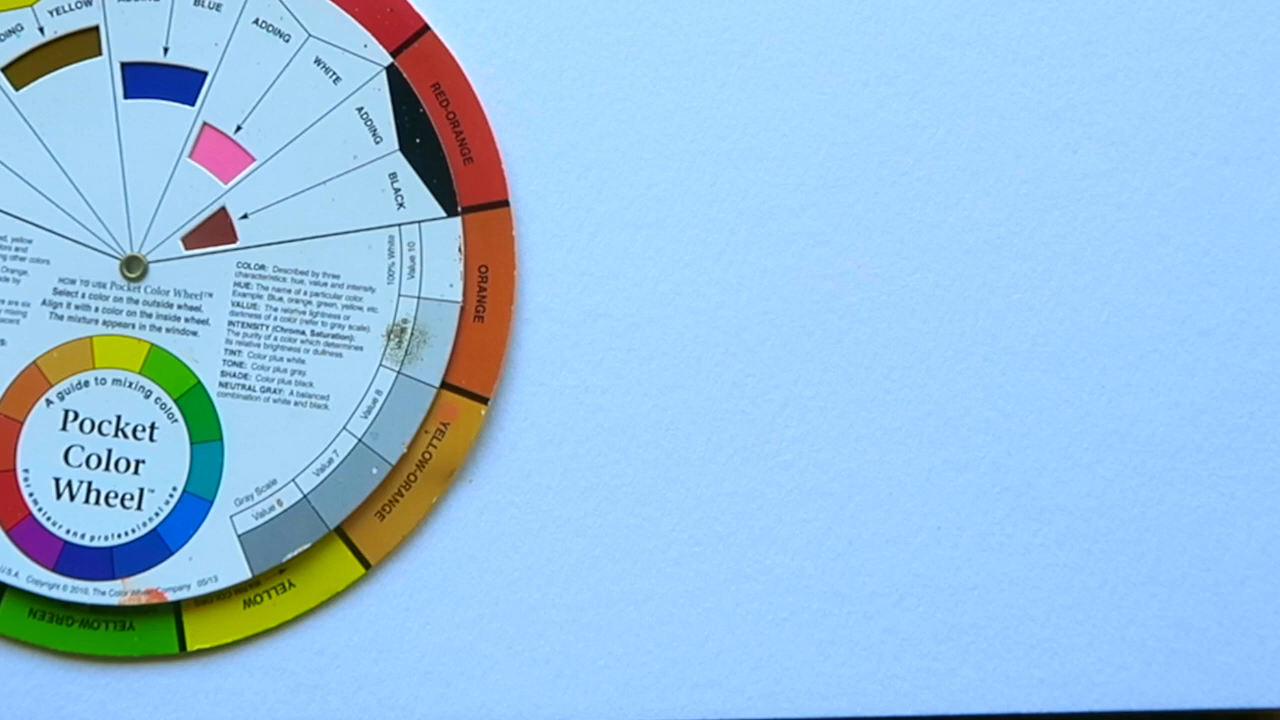 YELLOW
BLUE
ADDING
WHITE
ADDING
BLACK
RED-ORANGE
ORANGE
YELLOW-ORANGE
YELLOW
YELLOW-GREEN
100% White
Value 10
Value 8
Value 7
Value 6
Gray Scale
COLOR: Described by three
characteristics: hue, value and intensity.
HUE: The name of a particular color.
Example: Blue, orange, green, yellow, etc.
VALUE: The relative lightness or
darkness of a color (refer to gray scale).
INTENSITY (Chroma, Saturation):
The purity of a color which determines
its relative brightness or dullness.
TINT: Color plus white.
TONE: Color plus gray.
SHADE: Color plus black.
NEUTRAL GRAY: A balanced
combination of white and black.
HOW TO USE Pocket Color Wheel™
Select a color on the outside wheel.
Align it with a color on the inside wheel.
The mixture appears in the window.
A guide to mixing color
Pocket
Color
Wheel™
For amateur and professional use
U.S.A. Copyright © 2010, The Color Wheel Company 05/13